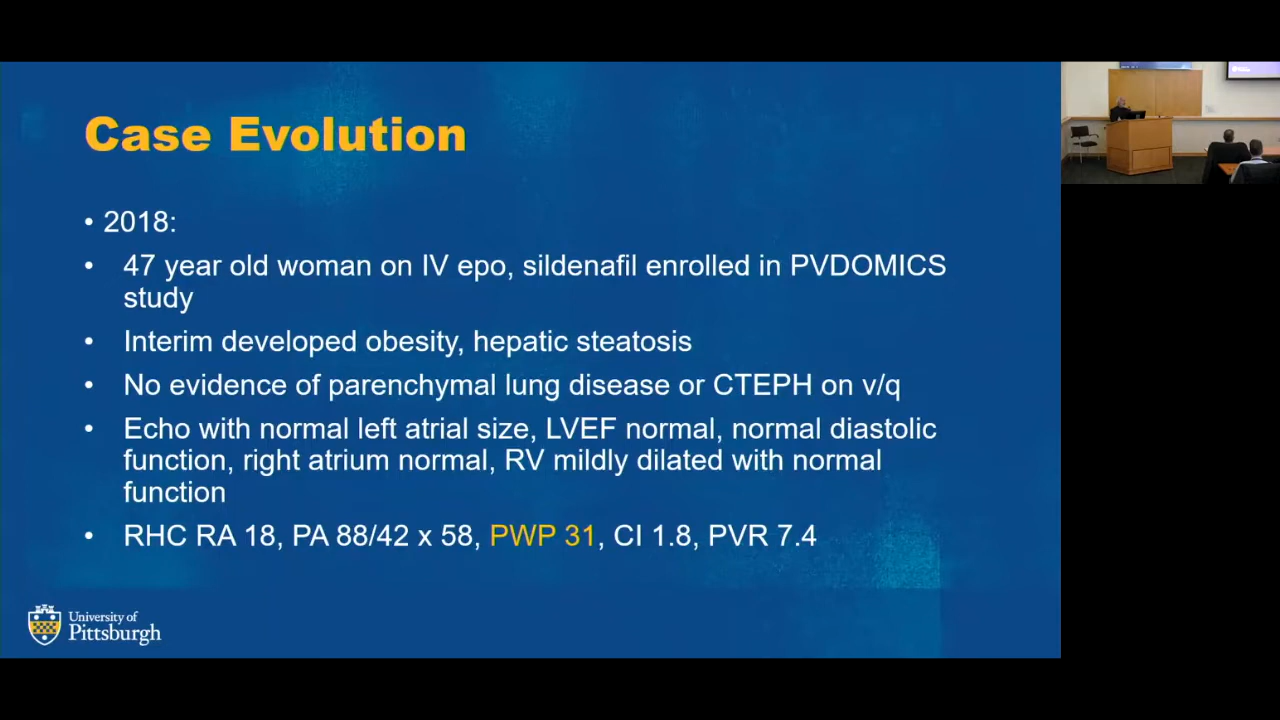 Case Evolution
• 2018:
• 47 year old woman on IV epo, sildenafil enrolled in PVDOMICS
study
• Interim developed obesity, hepatic steatosis
• No evidence of parenchymal lung disease or CTEPH on v/q
• Echo with normal left atrial size, LVEF normal, normal diastolic
function, right atrium normal, RV mildly dilated with normal
function
• RHC RA 18, PA 88/42 x 58, PWP 31, CI 1.8, PVR 7.4
University of
Pittsburgh